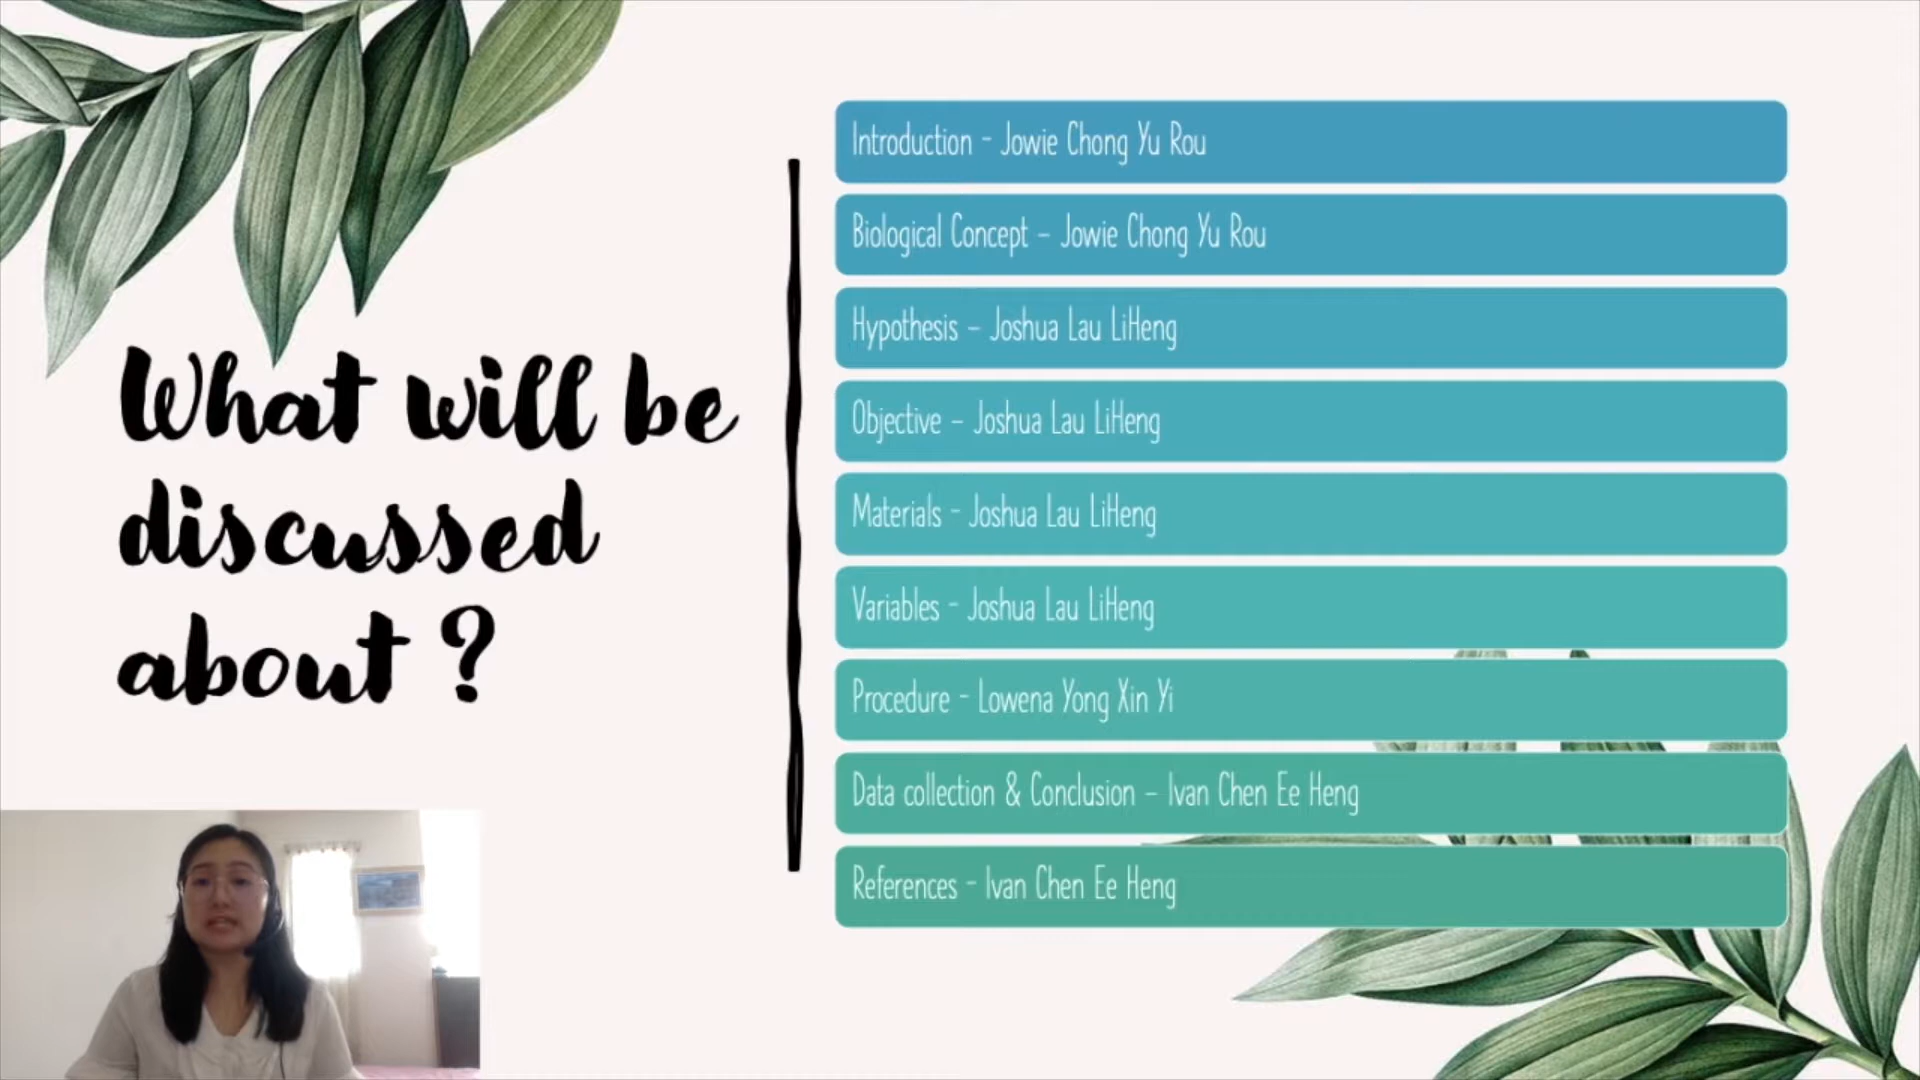 What will be
discussed
about ?
Introduction - Jowie Chong Yu Rou
Biological Concept – Jowie Chong Yu Rou
Hypothesis – Joshua Lau LiHeng
Objective – Joshua Lau LiHeng
Materials - Joshua Lau LiHeng
Variables - Joshua Lau LiHeng
Procedure - Lowena Yong Xin Yi
Data collection & Conclusion – Ivan Chen Ee Heng
References - Ivan Chen Ee Heng